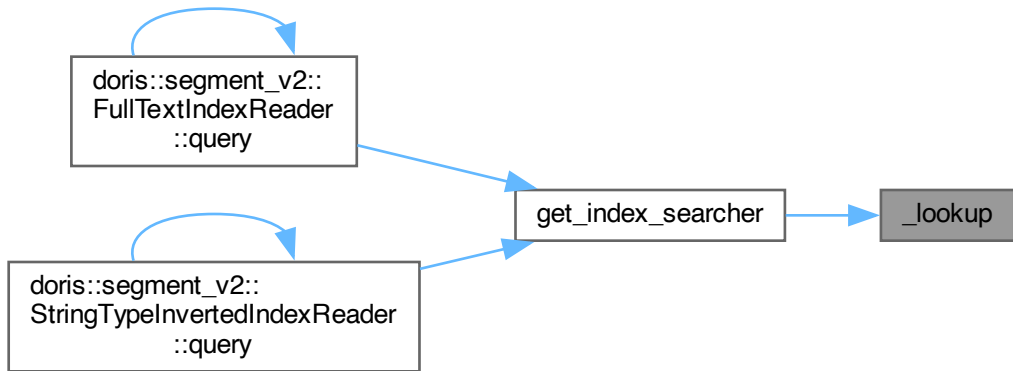 doris::segment_v2::
FullTextIndexReader
::query
get_index_searcher
_lookup
doris::segment_v2::
StringTypeInvertedIndexReader
::query